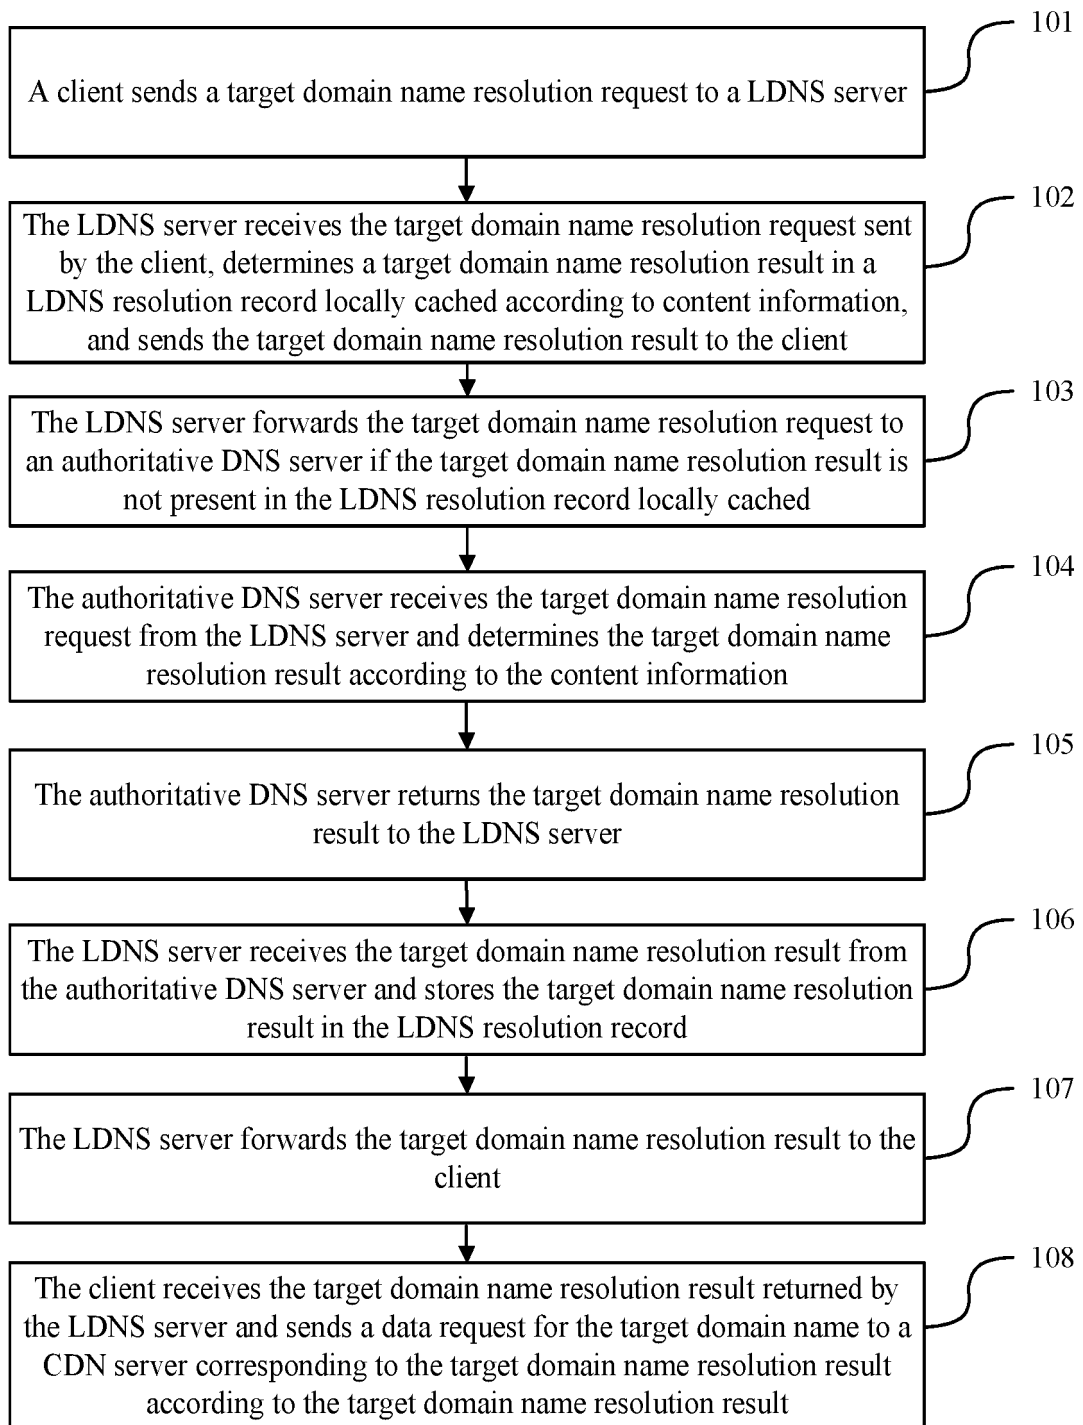 101
A client sends a target domain name resolution request to a LDNS server
102
The LDNS server receives the target domain name resolution request sent
by the client, determines a target domain name resolution result in a
LDNS resolution record locally cached according to content information,
and sends the target domain name resolution result to the client
103
The LDNS server forwards the target domain name resolution request to
an authoritative DNS server if the target domain name resolution result is
not present in the LDNS resolution record locally cached
104
The authoritative DNS server receives the target domain name resolution
request from the LDNS server and determines the target domain name
resolution result according to the content information
105
The authoritative DNS server returns the target domain name resolution
result to the LDNS server
106
The LDNS server receives the target domain name resolution result from
the authoritative DNS server and stores the target domain name resolution
result in the LDNS resolution record
107
The LDNS server forwards the target domain name resolution result to the
client
108
The client receives the target domain name resolution result returned by
the LDNS server and sends a data request for the target domain name to a
CDN server corresponding to the target domain name resolution result
according to the target domain name resolution result